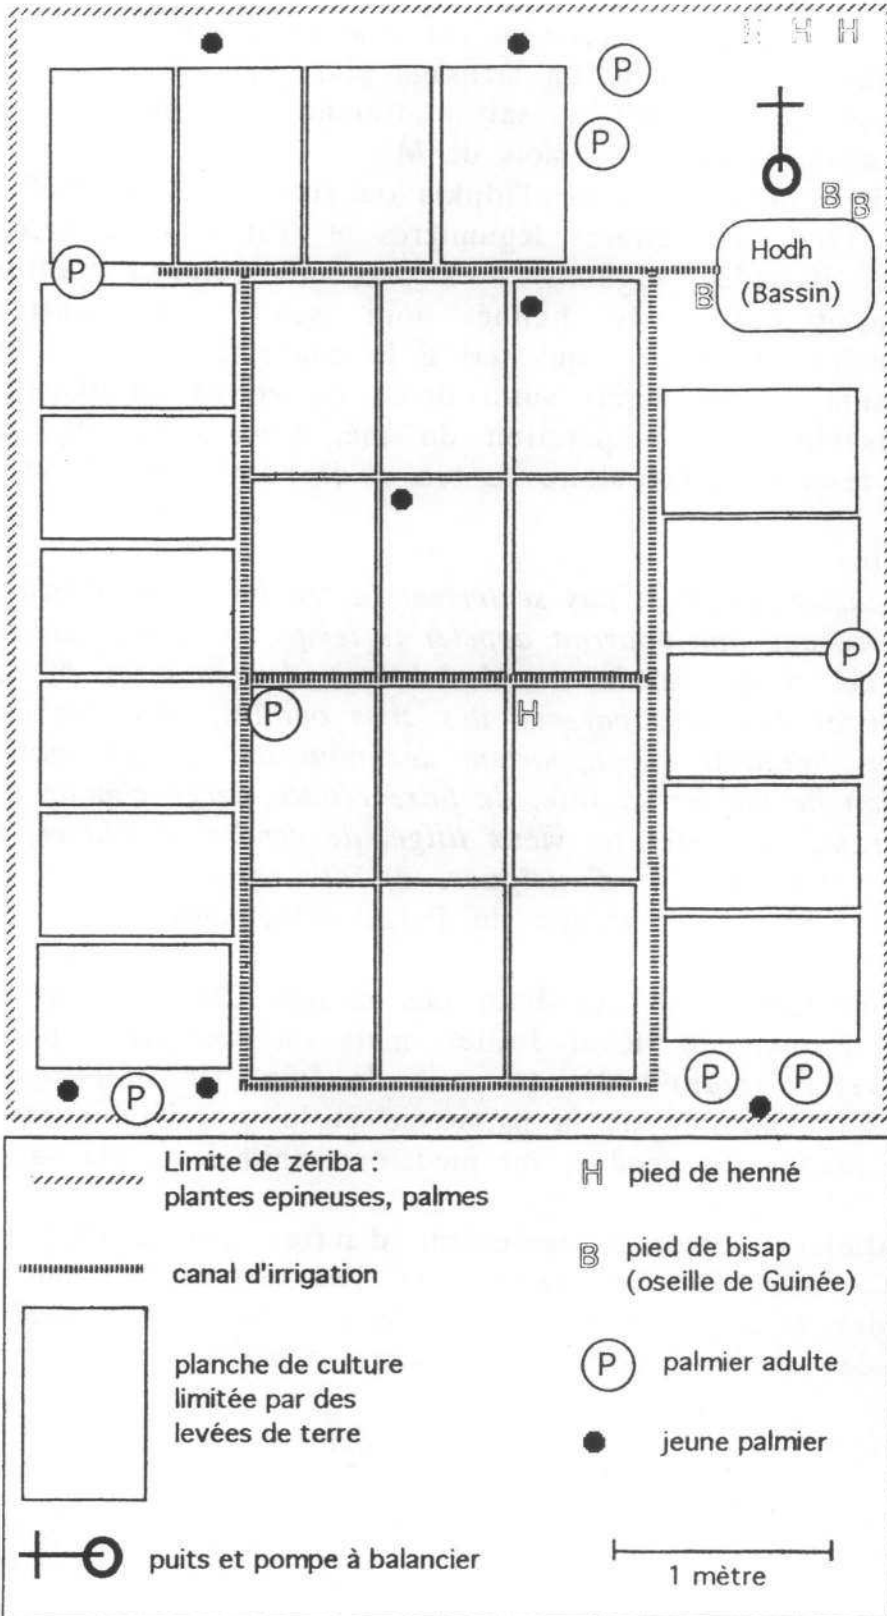 H H H
P
P
B B
Hodh
(Bassin)
P
B
P
P
H
P
P
P
Limite de zériba :
plantes epineuses, palmes
canal d'irrigation
planche de culture
limitée par des
levées de terre
puits et pompe à balancier
H pied de henné
B pied de bisap
(oseille de Guinée)
P palmier adulte
jeune palmier
1 mètre